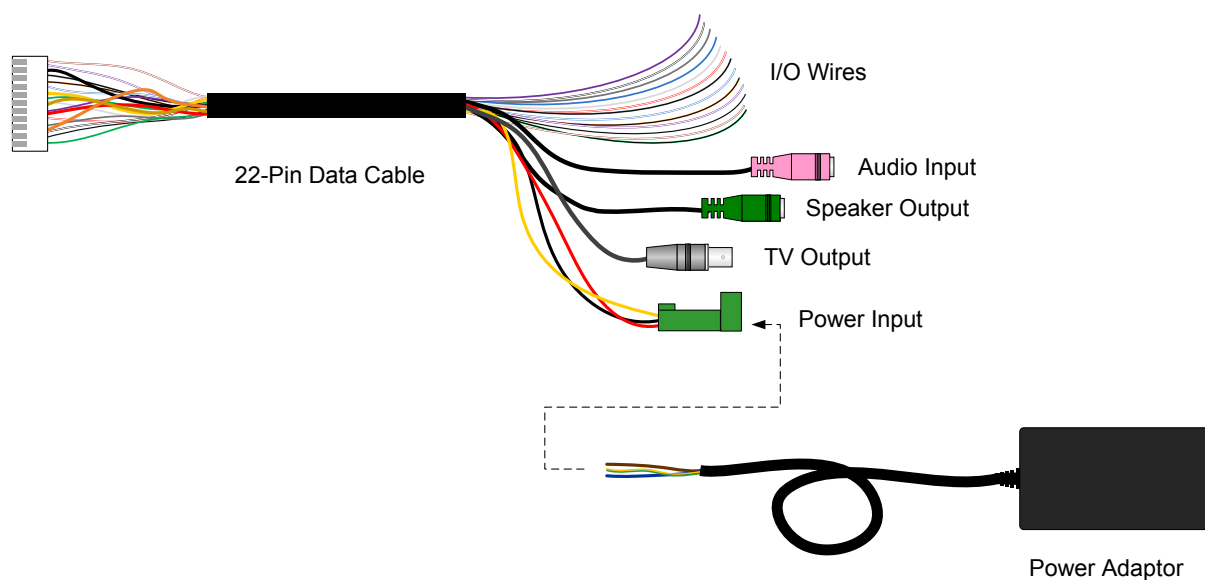 I/O Wires
22-Pin Data Cable
Audio Input
Speaker Output
TV Output
Power Input
Power Adaptor